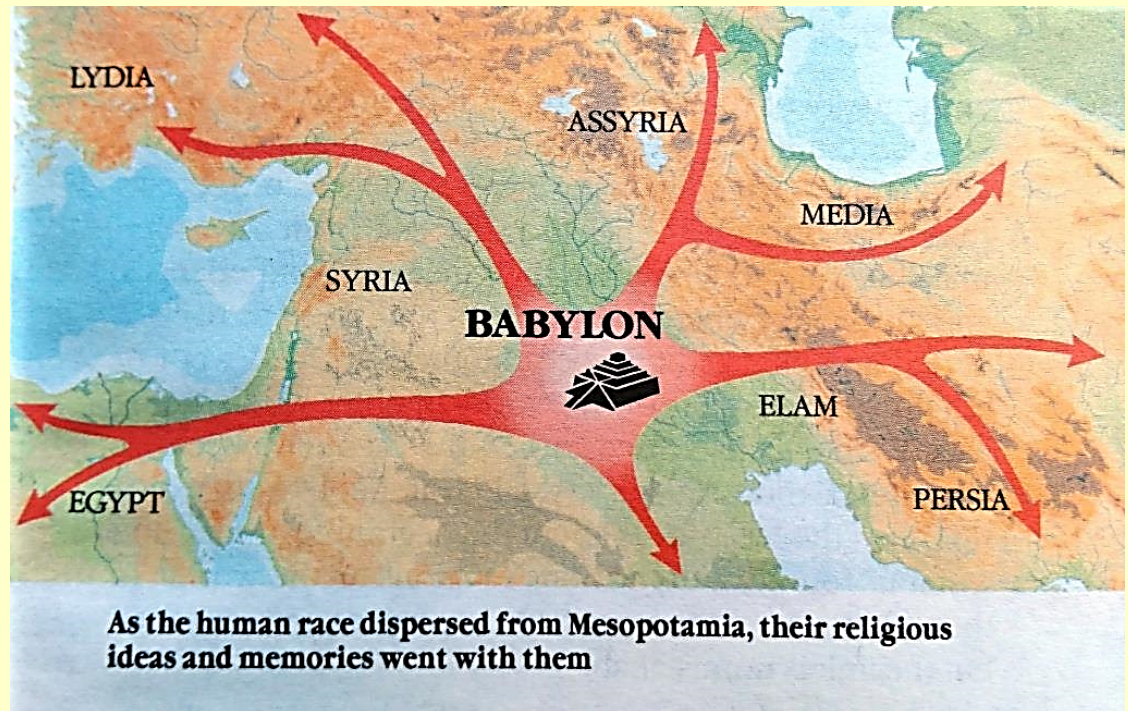 LYDIA
ASSYRIA
MEDIA
SYRIA
BABYLON
ELAM
EGYPT
PERSIA
As the human race dispersed from Mesopotamia, their religious
ideas and memories went with them